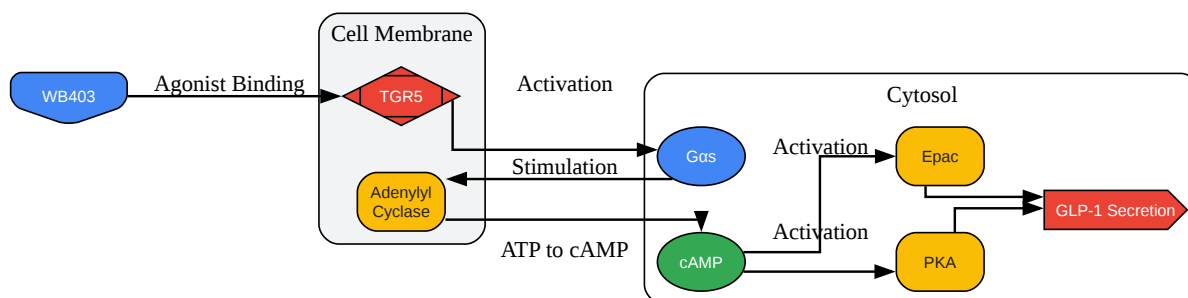 Cell Membrane
WB403
Agonist Binding
TGR5
Activation
Cytosol
Gαs
Activation
Epac
Stimulation
Adenylyl
Cyclase
GLP-1 Secretion
ATP to cAMP
cAMP
Activation
PKA